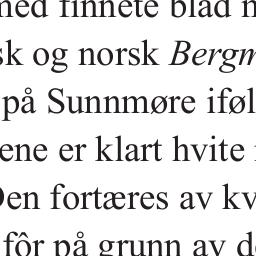 med finnete blad
sk og norsk Bergm
på Sunnmøre iføl
ene er klart hvite
Den fortæres av kv
fôr på grunn av d